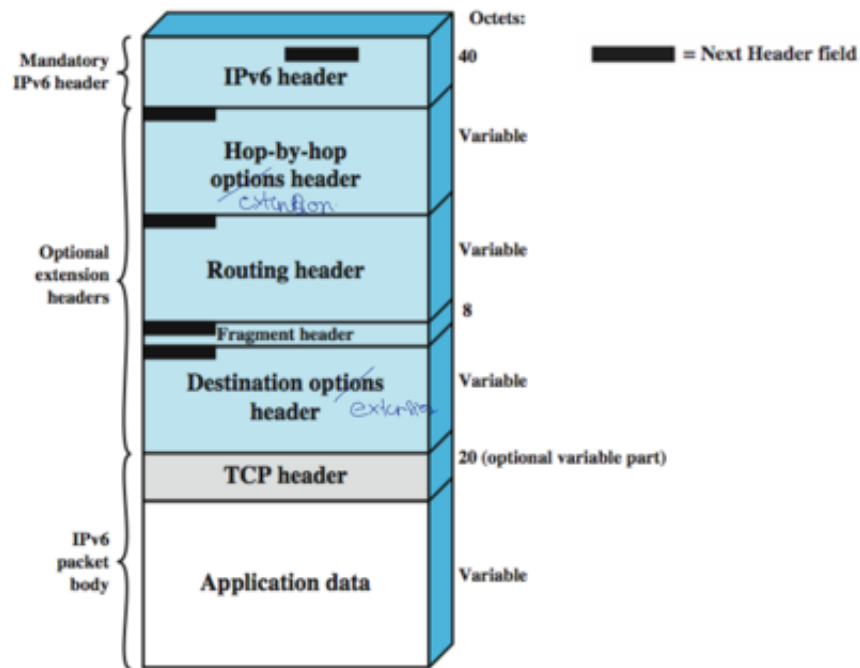 Octets:
Mandatory
IPv6 header
IPv6 header
40
= Next Header field
Hop-by-hop
options header
extension
Variable
Optional
extension
headers
Routing header
Variable
8
Fragment header
Destination options
header
extension
Variable
TCP header
20 (optional variable part)
IPv6
packet
body
Application data
Variable